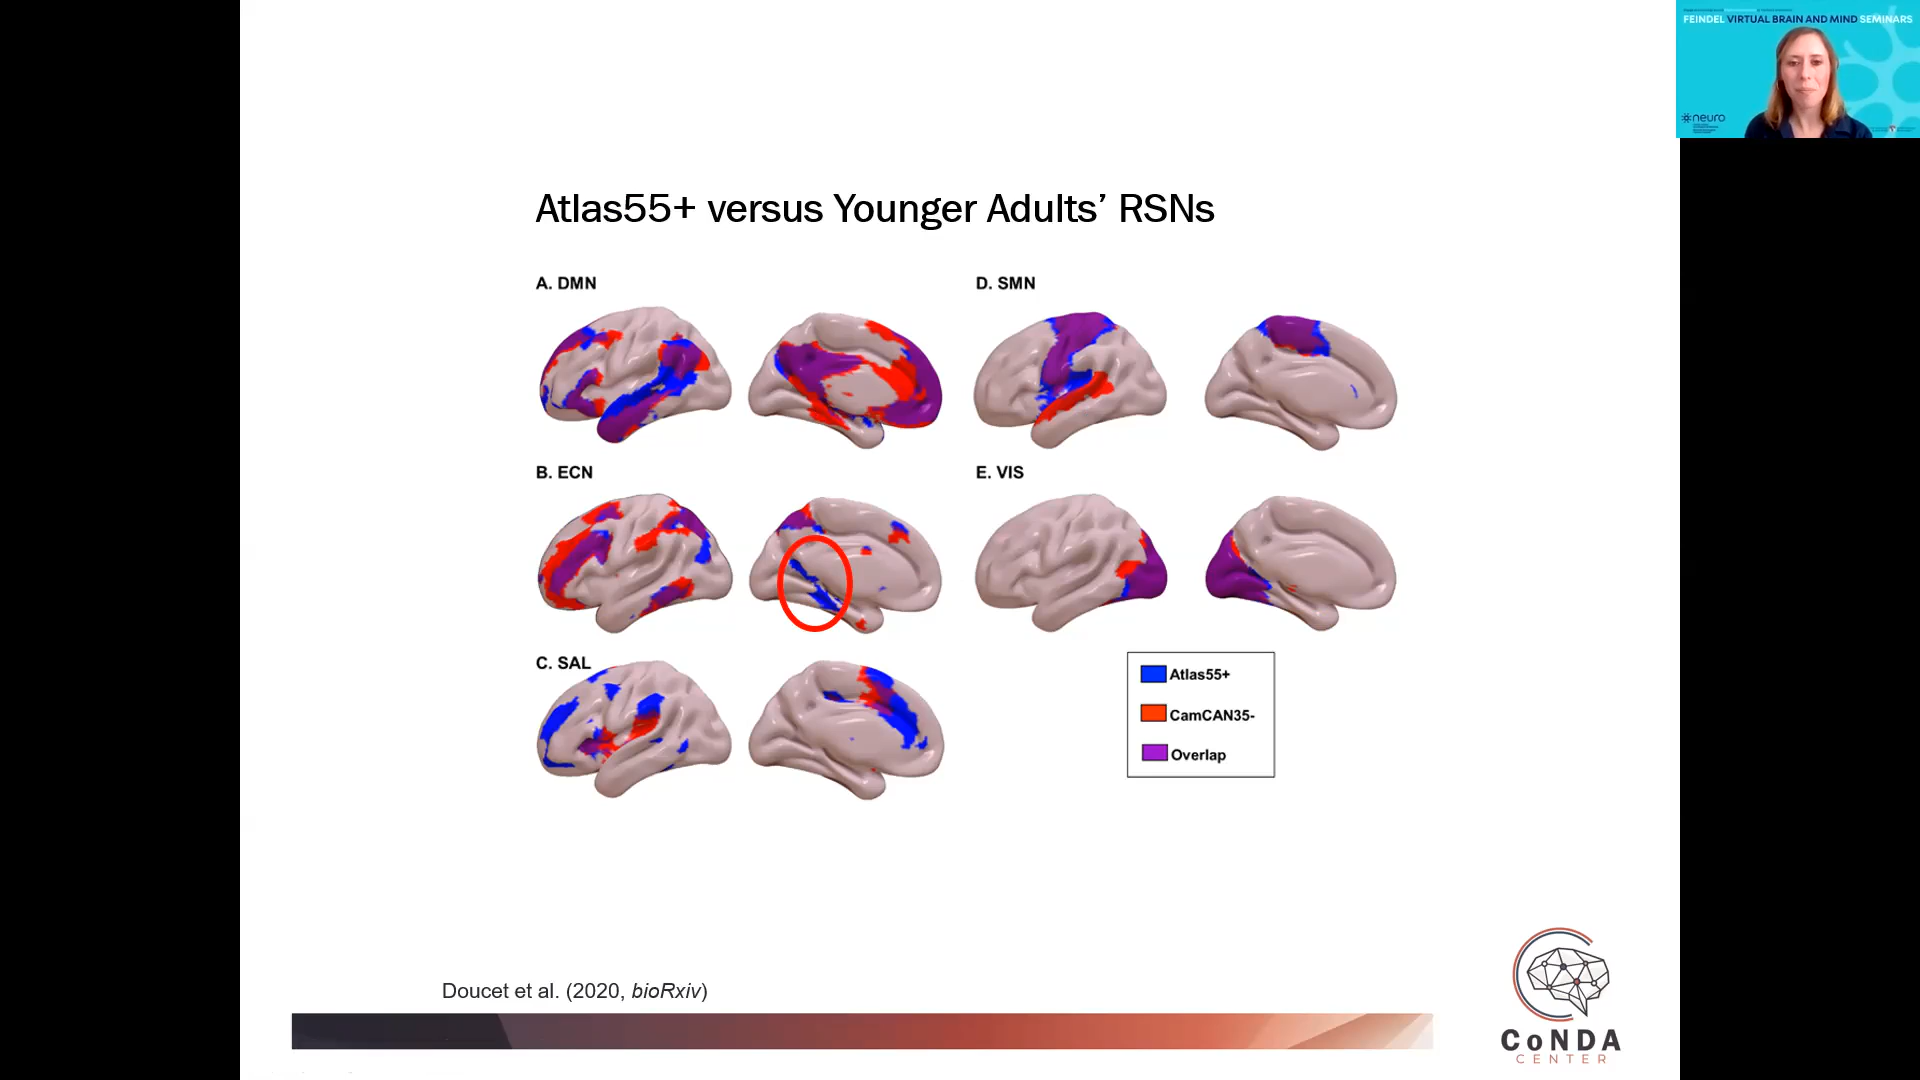 FEINDEL VIRTUAL BRAIN AND MIND SEMINARS
neuro
Atlas55+ versus Younger Adults’ RSNs
A. DMN
D. SMN
B. ECN
E. VIS
C. SAL
Atlas55+
CamCAN35-
Overlap
Doucet et al. (2020, bioRxiv)
CoNDA
CENTER